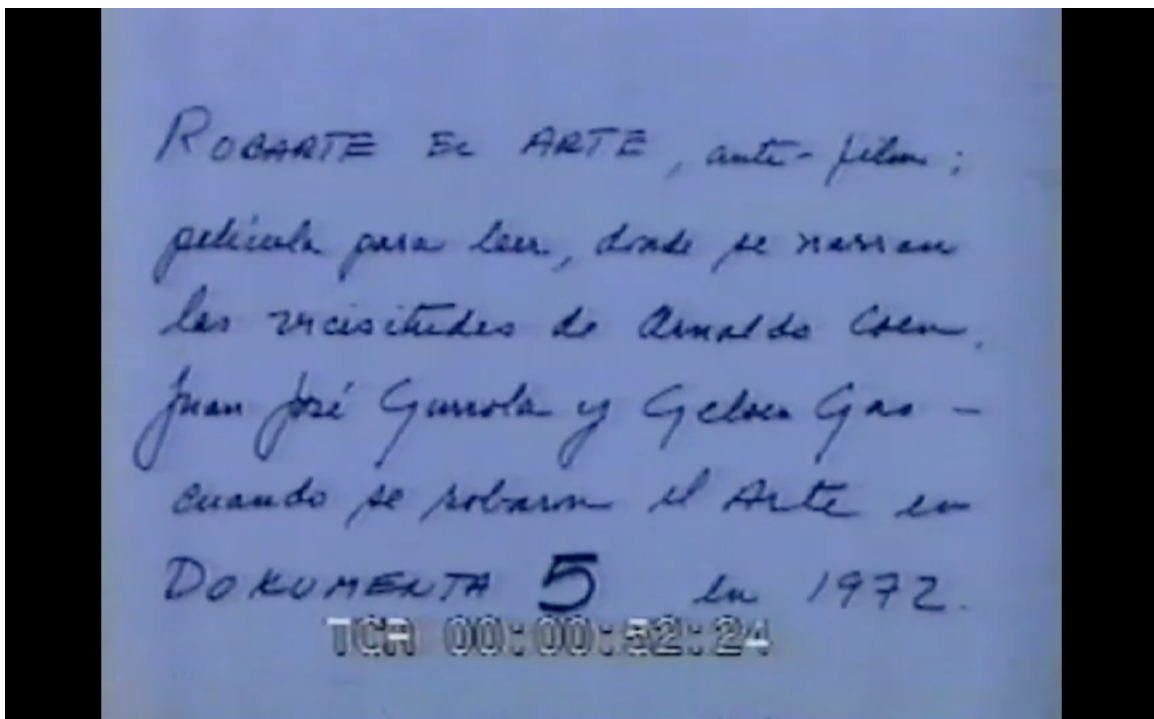 ROBARTE EL ARTE, anti-film;
película para leer, donde se narran
las vicisitudes de Arnaldo Coen,
Juan José Gurrola y Gelsen Gas –
cuando se robaron el Arte en
DOKUMENTA 5 en 1972.
TCR 00:00:52:24